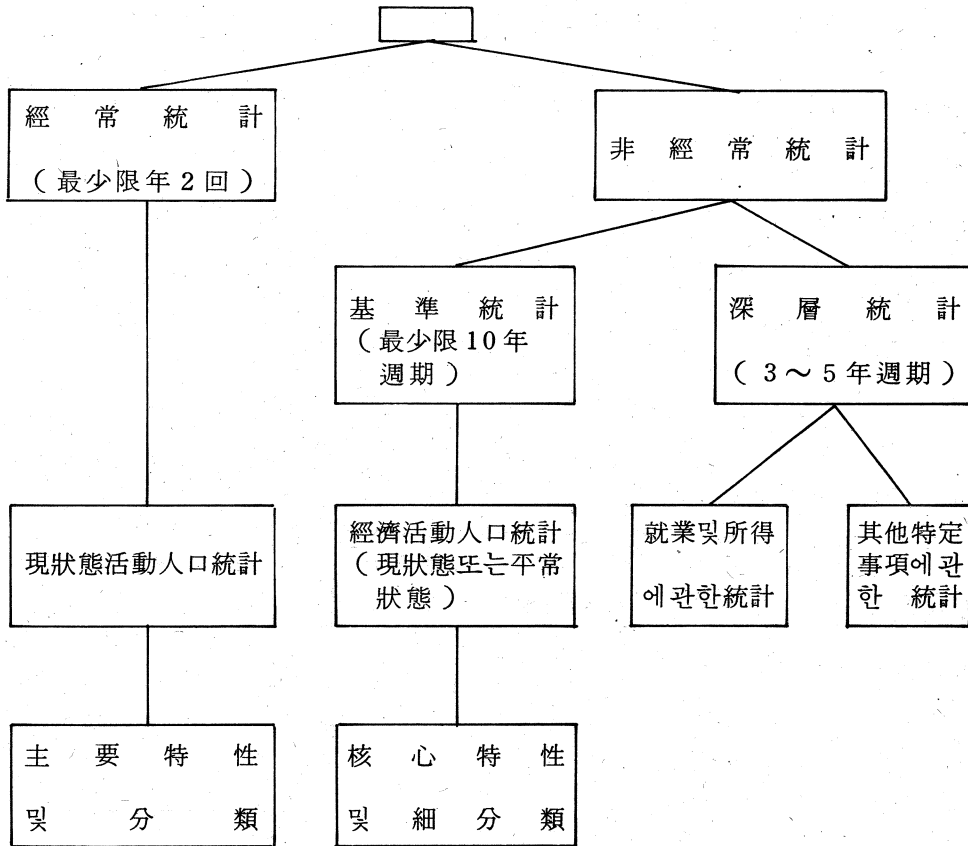 經常統計
(最少限年2回)
非經常統計
基準統計
(最少限10年
週期)
深層統計
(3~5年週期)
現狀態活動人口統計
經濟活動人口統計
(現狀態또는平常
狀態)
就業및所得
에관한統計
其他特定
事項에관
한 統計
主要特性
및分類
核心特性
및細分類